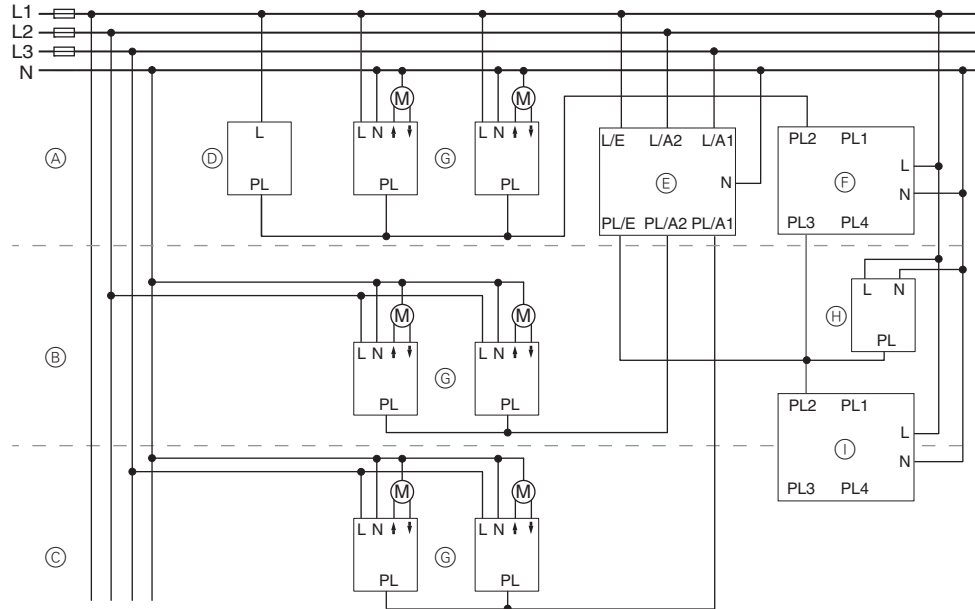 L1
L2
L3
N
M M
L L N L N L/E L/A2 L/A1 PL2 PL1
L
A D G E N F N
PL PL PL PL/E PL/A2 PL/A1 PL3 PL4
L N
M M
H
L N L N PL
B G
PL PL PL2 PL1
L
I
N
M M PL3 PL4
L N L N
C G
PL PL